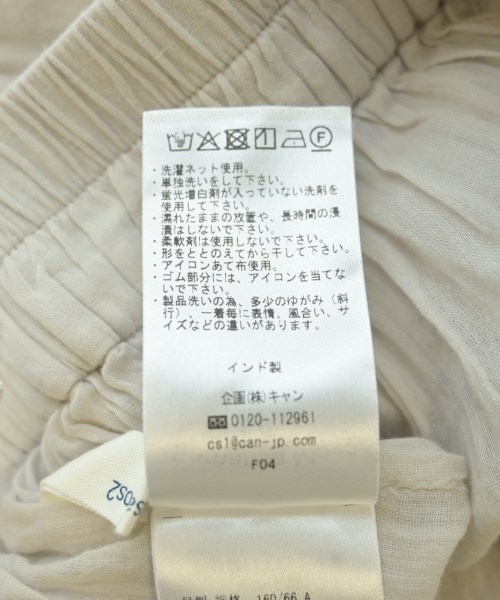 ・洗濯ネット使用。
・単独洗いをして下さい。
・蛍光増白剤が入っていない洗剤を
使用して下さい。
・濡れたままの放置や、長時間の浸
漬はしないで下さい。
・柔軟剤は使用しないで下さい。
・形をととのえてから干して下さい。
・アイロンあて布使用。
・ゴム部分には、アイロンを当てな
いで下さい。
・製品洗いの為、多少のゆがみ（斜
行）、一着毎に表情、風合い、サ
イズなどの違いがあります。
インド製
企画(株)キャン
0120-112961
cs1@can-jp.com
F04
160/66 A